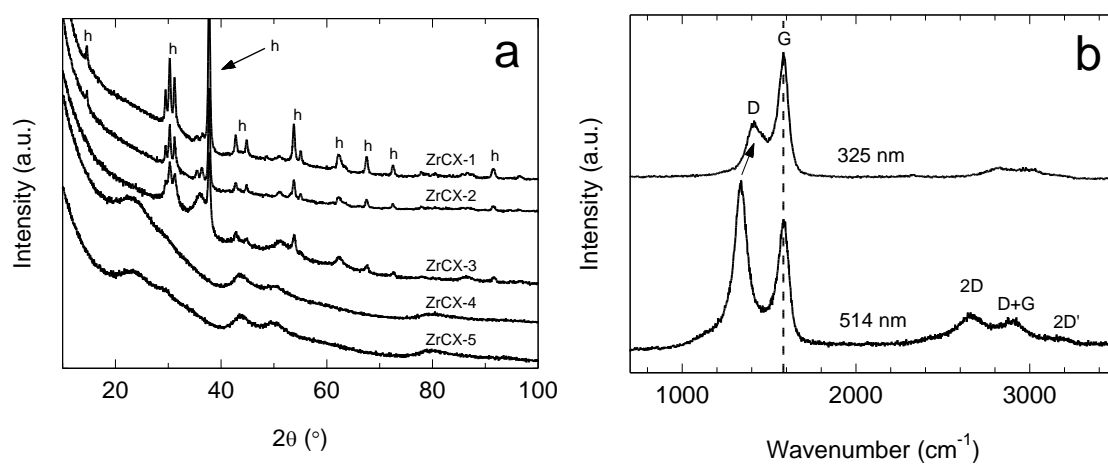 a
h
h
h
h
h
h
h
h
h
ZrCX-1
ZrCX-2
ZrCX-3
ZrCX-4
ZrCX-5
Intensity (a.u.)
20 40 60 80 100
2θ (°)
b
G
D
325 nm
2D
D+G
2D'
514 nm
Intensity (a.u.)
1000 2000 3000
Wavenumber (cm⁻¹)